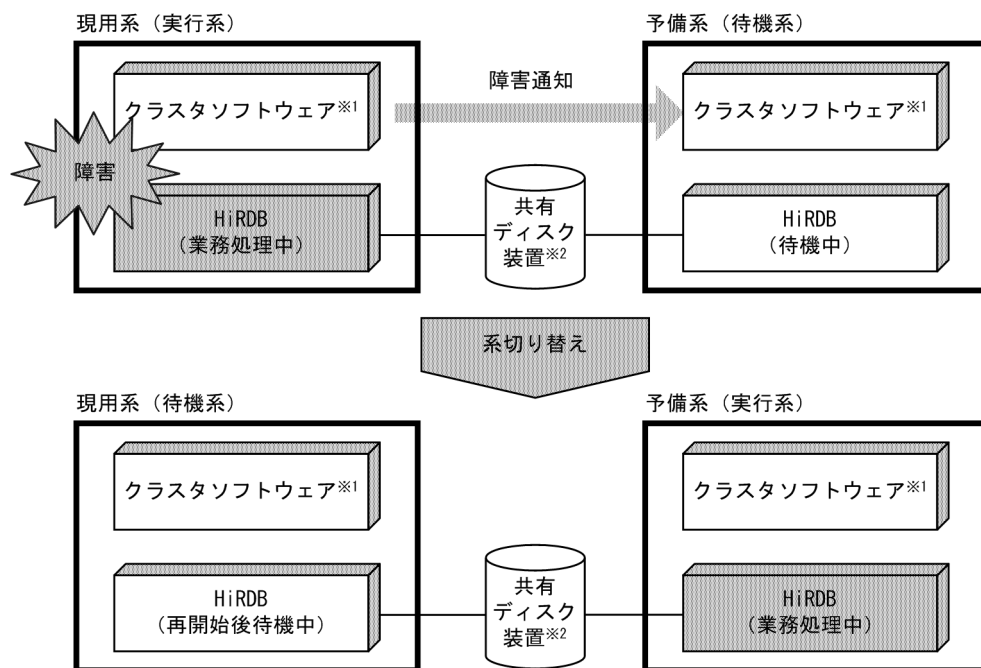 現用系(実行系)
予備系(待機系)
クラスタソフトウェア※1
障害通知
クラスタソフトウェア※1
障害
HiRDB
(業務処理中)
共有
ディスク
装置※2
HiRDB
(待機中)
系切り替え
現用系(待機系)
予備系(実行系)
クラスタソフトウェア※1
クラスタソフトウェア※1
HiRDB
(再開始後待機中)
共有
ディスク
装置※2
HiRDB
(業務処理中)